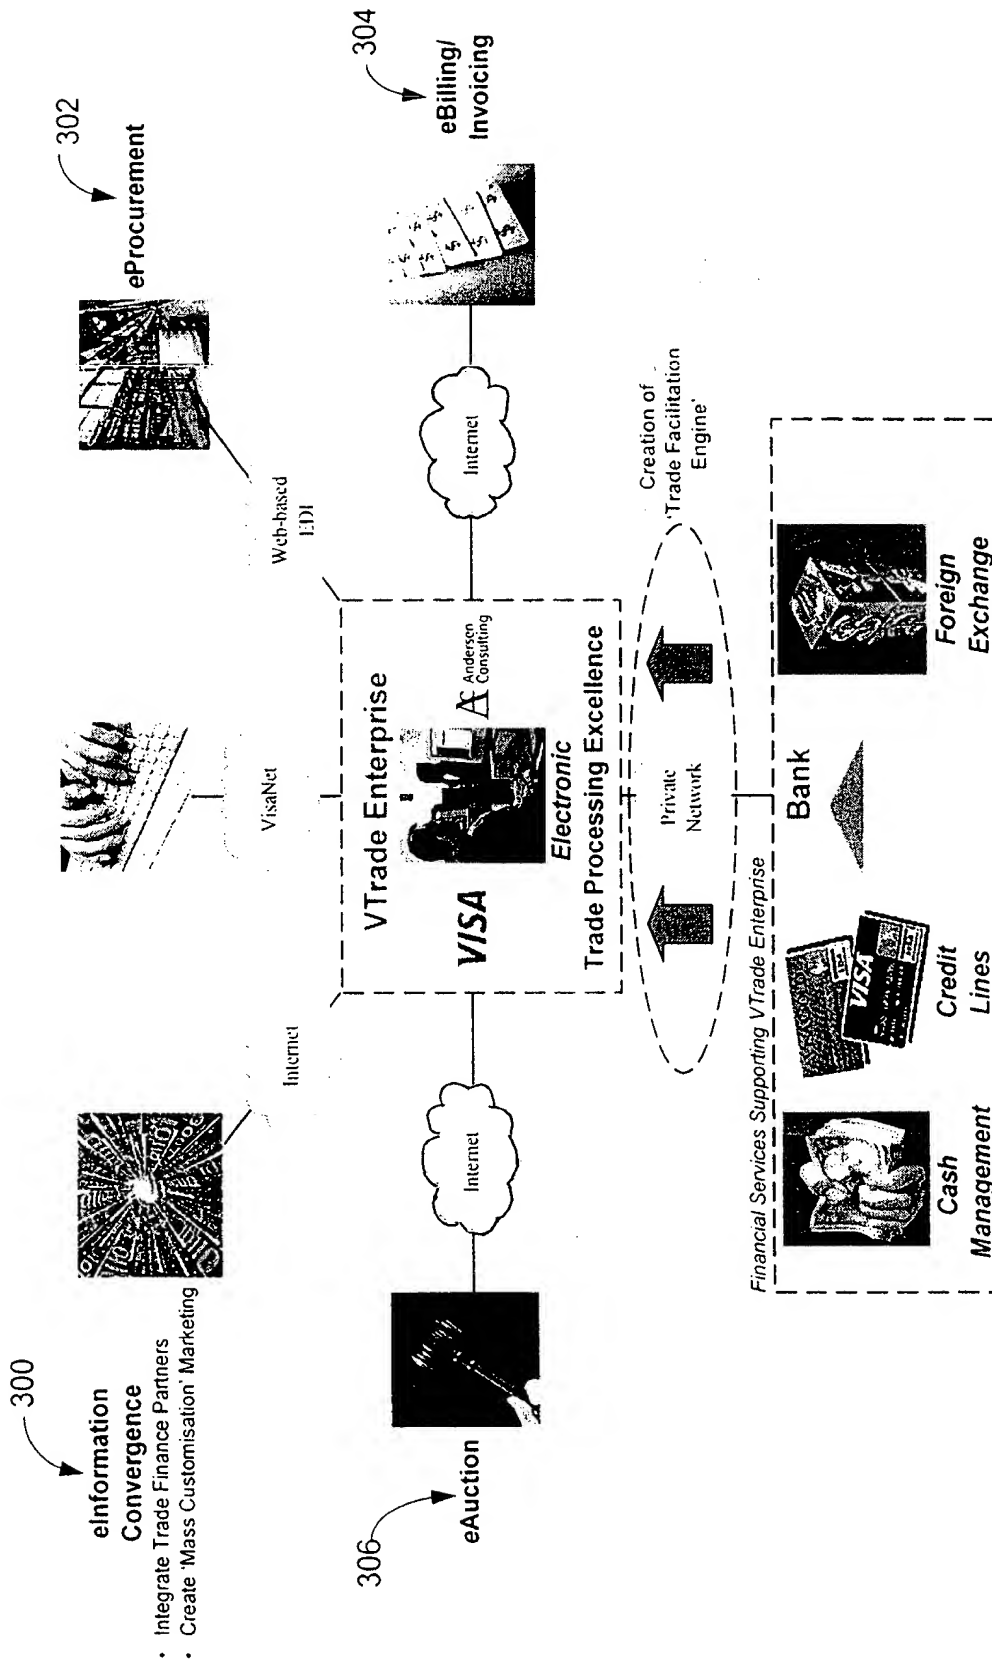 300
eInformation
Convergence
· Integrate Trade Finance Partners
· Create 'Mass Customisation' Marketing
302
eProcurement
304
eBilling/
Invoicing
306
eAuction
Internet
VisaNet
Web-based
EDI
Internet
Internet
VTrade Enterprise
VISA
Andersen
Consulting
Electronic
Trade Processing Excellence
Private
Network
Creation of
'Trade Facilitation
Engine'
Financial Services Supporting VTrade Enterprise
Bank
VISA
Cash
Management
Credit
Lines
Foreign
Exchange